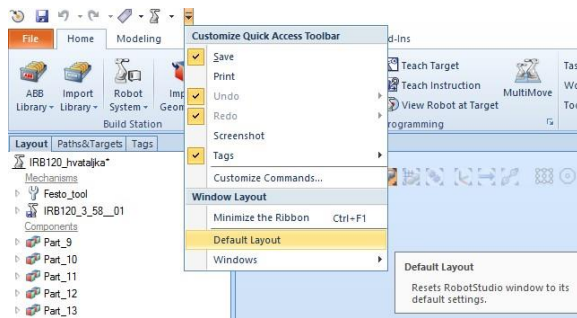 Customize Quick Access Toolbar
Save
Print
Undo
Redo
Screenshot
Tags
Customize Commands...
Window Layout
Minimize the Ribbon Ctrl+F1
Default Layout
Windows
File Home Modeling d-Ins
ABB Library
Import Library
Robot System
Imp
Geom
Build Station
Teach Target
Teach Instruction
View Robot at Target
MultiMove
Tas
Wo
Too
rogramming
Layout Paths&Targets Tags
IRB120_hvataljka*
Mechanisms
Festo_tool
IRB120_3_58__01
Components
Part_9
Part_10
Part_11
Part_12
Part_13
Default Layout
Resets RobotStudio window to its
default settings.